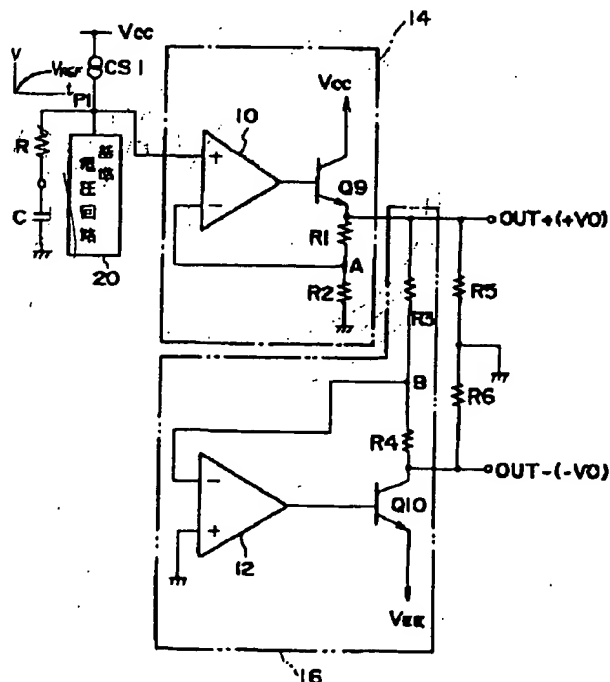 14
Vcc
V
VREF
t
CS1
P1
R
C
基準
電圧回路
20
10
+
−
Vcc
Q9
R1
A
R2
OUT+(+VO)
R3
R5
B
R6
R4
OUT-(-VO)
−
+
12
Q10
VEE
16